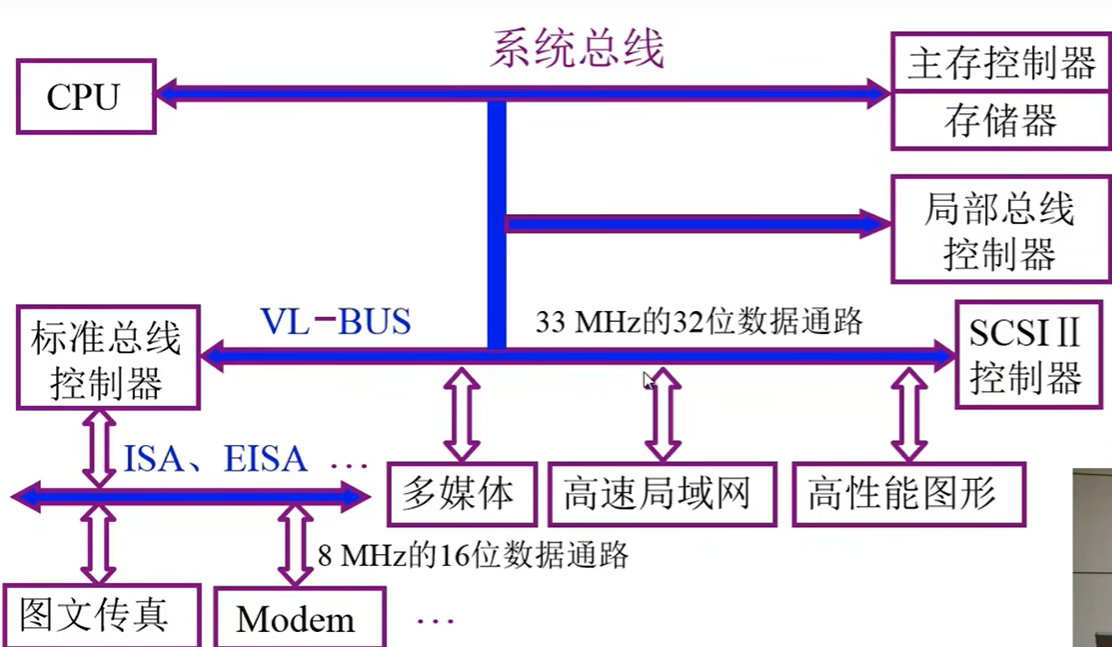 系统总线
CPU
主存控制器
存储器
局部总线
控制器
VL-BUS
33 MHz的32位数据通路
标准总线
控制器
SCSI Ⅱ
控制器
ISA、EISA …
多媒体
高速局域网
高性能图形
8 MHz的16位数据通路
图文传真
Modem
…